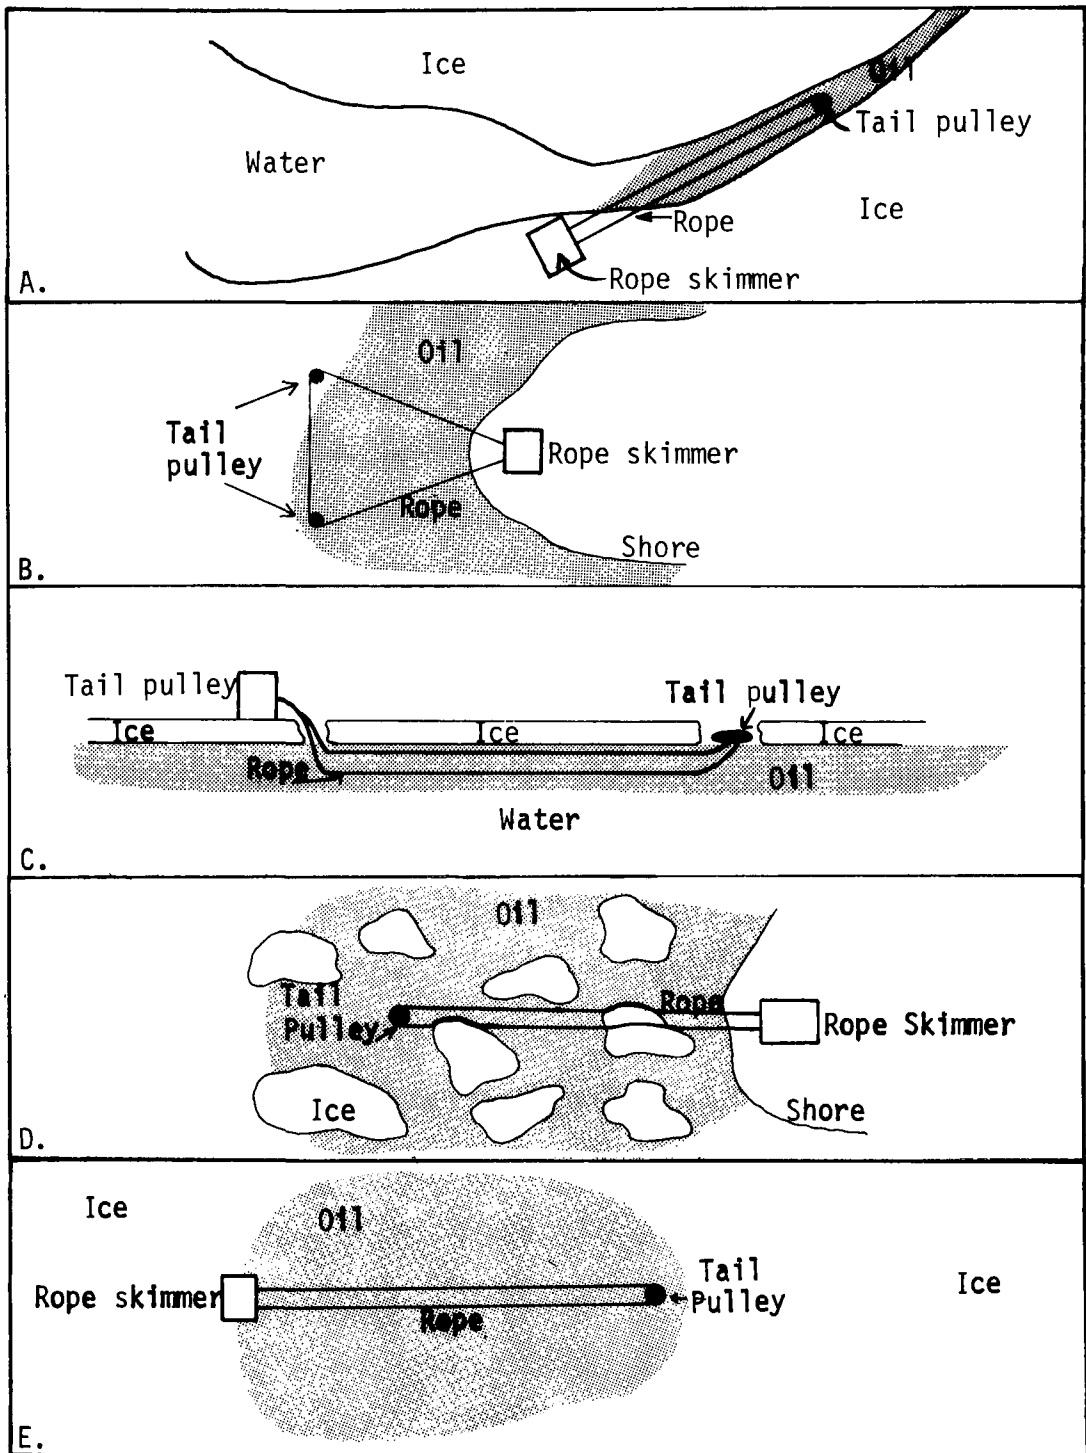 Ice
Oil
Tail pulley
Water
Ice
Rope
Rope skimmer
A.
Oil
Tail
pulley
Rope skimmer
Rope
Shore
B.
Tail pulley
Tail pulley
Ice
Ice
Ice
Rope
Oil
Water
C.
Oil
Tail
Pulley
Rope
Rope Skimmer
Ice
Shore
D.
Ice
Oil
Rope skimmer
Tail
Pulley
Ice
Rope
E.